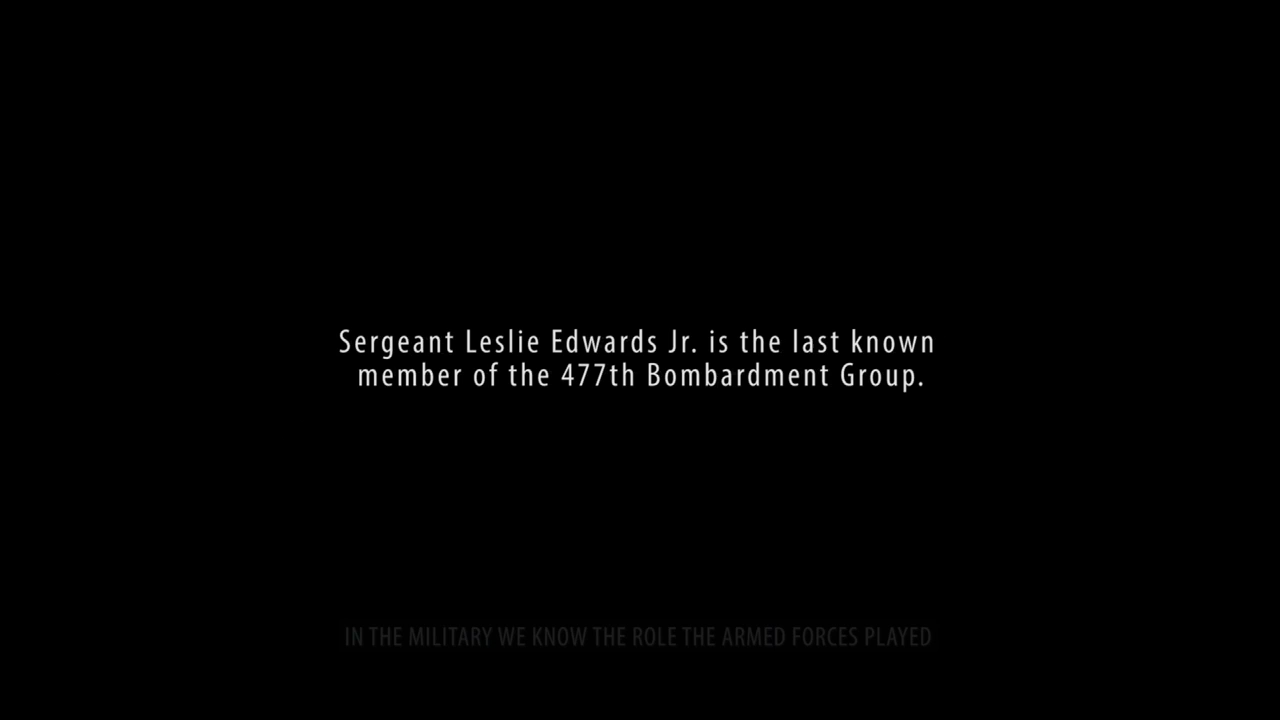 Sergeant Leslie Edwards Jr. is the last known
member of the 477th Bombardment Group.
IN THE MILITARY WE KNOW THE ROLE THE ARMED FORCES PLAYED